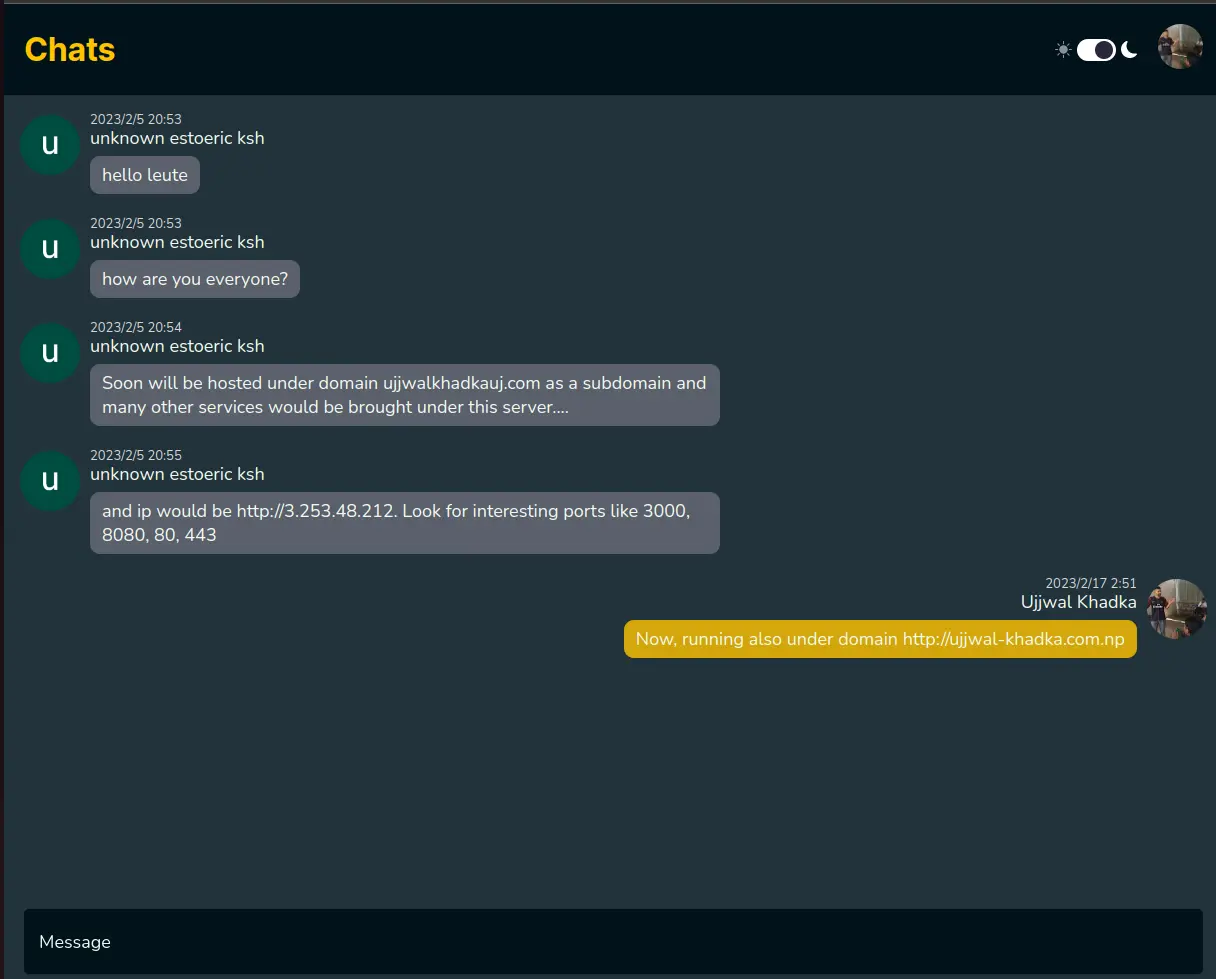 Chats
u
2023/2/5 20:53
unknown estoeric ksh
hello leute
u
2023/2/5 20:53
unknown estoeric ksh
how are you everyone?
u
2023/2/5 20:54
unknown estoeric ksh
Soon will be hosted under domain ujjwalkhadkauj.com as a subdomain and
many other services would be brought under this server....
u
2023/2/5 20:55
unknown estoeric ksh
and ip would be http://3.253.48.212. Look for interesting ports like 3000,
8080, 80, 443
2023/2/17 2:51
Ujjwal Khadka
Now, running also under domain http://ujjwal-khadka.com.np
Message